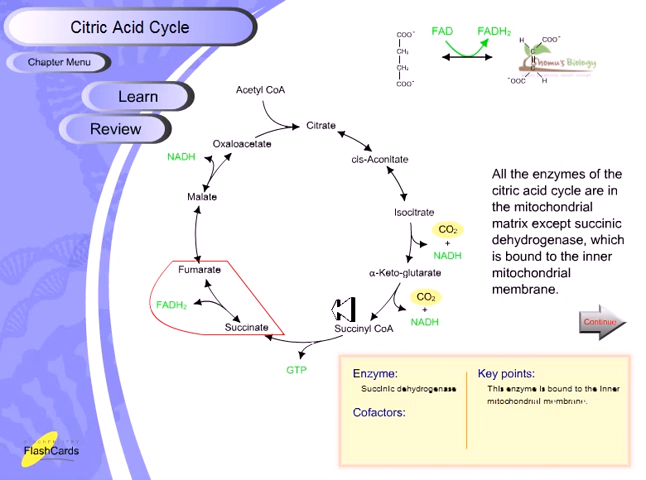 Citric Acid Cycle
Chapter Menu
Learn
Review
COO⁻
CH₂
CH₂
COO⁻
FAD
FADH₂
H
COO⁻
C
C
⁻OOC
H
homu's Biology
Acetyl CoA
Citrate
Oxaloacetate
cis-Aconitate
NADH
Malate
Isocitrate
CO₂
+
NADH
Fumarate
α-Keto-glutarate
FADH₂
CO₂
+
NADH
Succinate
Succinyl CoA
GTP
All the enzymes of the
citric acid cycle are in
the mitochondrial
matrix except succinic
dehydrogenase, which
is bound to the inner
mitochondrial
membrane.
Continue
Enzyme:
Succinic dehydrogenase
Cofactors:
Key points:
This enzyme is bound to the inner
mitochondrial membrane.
FlashCards